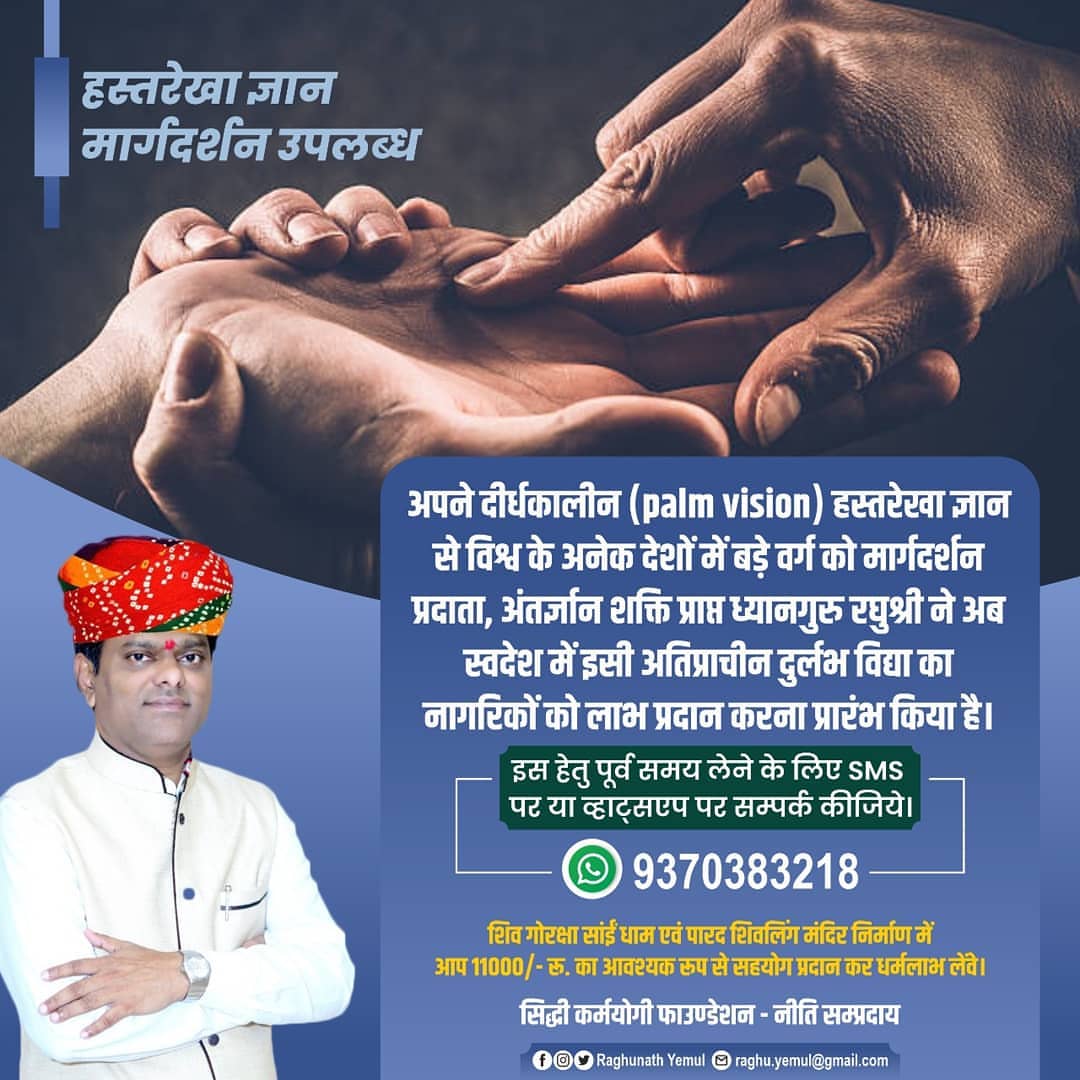 हस्तरेखा ज्ञान
मार्गदर्शन उपलब्ध
अपने दीर्धकालीन (palm vision) हस्तरेखा ज्ञान
से विश्व के अनेक देशों में बड़े वर्ग को मार्गदर्शन
प्रदाता, अंतर्ज्ञान शक्ति प्राप्त ध्यानगुरु रघुश्री ने अब
स्वदेश में इसी अतिप्राचीन दुर्लभ विद्या का
नागरिकों को लाभ प्रदान करना प्रारंभ किया है।
इस हेतु पूर्व समय लेने के लिए SMS
पर या व्हाट्सएप पर सम्पर्क कीजिये।
9370383218
शिव गोरक्षा सांईं धाम एवं पारद शिवलिंग मंदिर निर्माण में
आप 11000/- रू. का आवश्यक रूप से सहयोग प्रदान कर धर्मलाभ लेंवे।
सिद्धी कर्मयोगी फाउण्डेशन - नीति सम्प्रदाय
Raghunath Yemul raghu.yemul@gmail.com